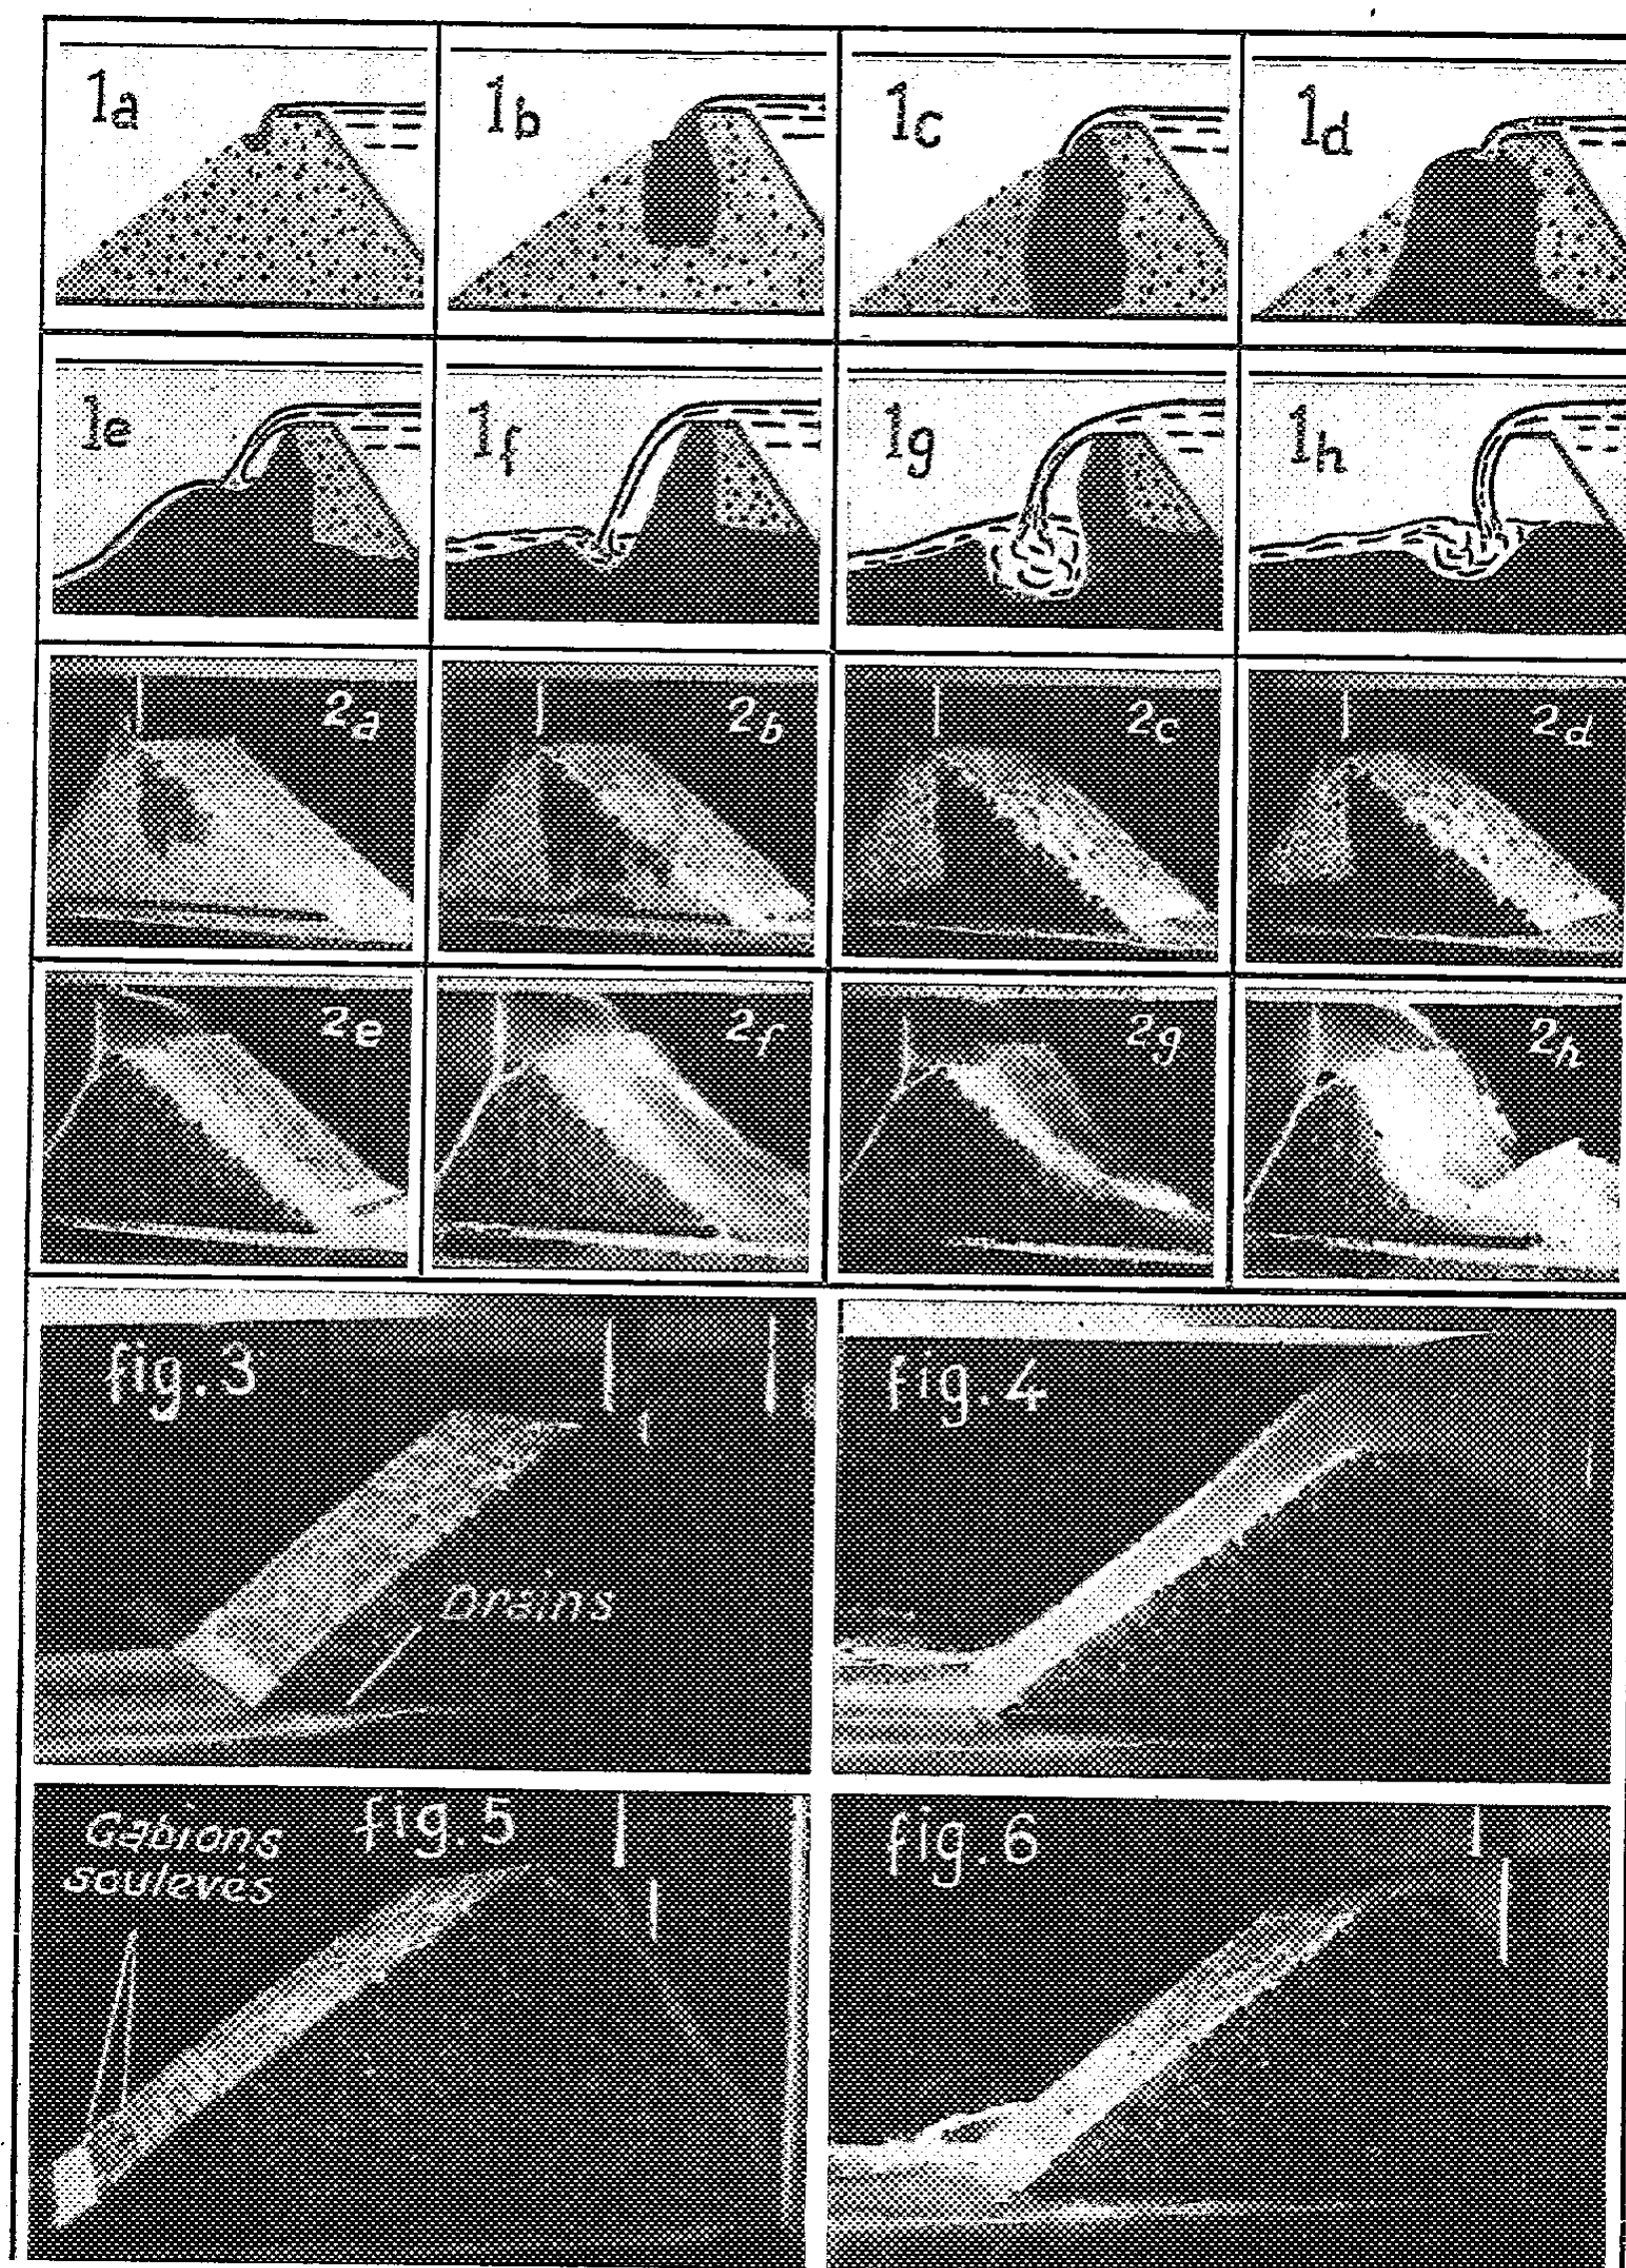 1a
1b
1c
1d
1e
1f
1g
1h
2a
2b
2c
2d
2e
2f
2g
2h
fig. 3
Drains
fig. 4
Gabions
soulevés
fig. 5
fig. 6